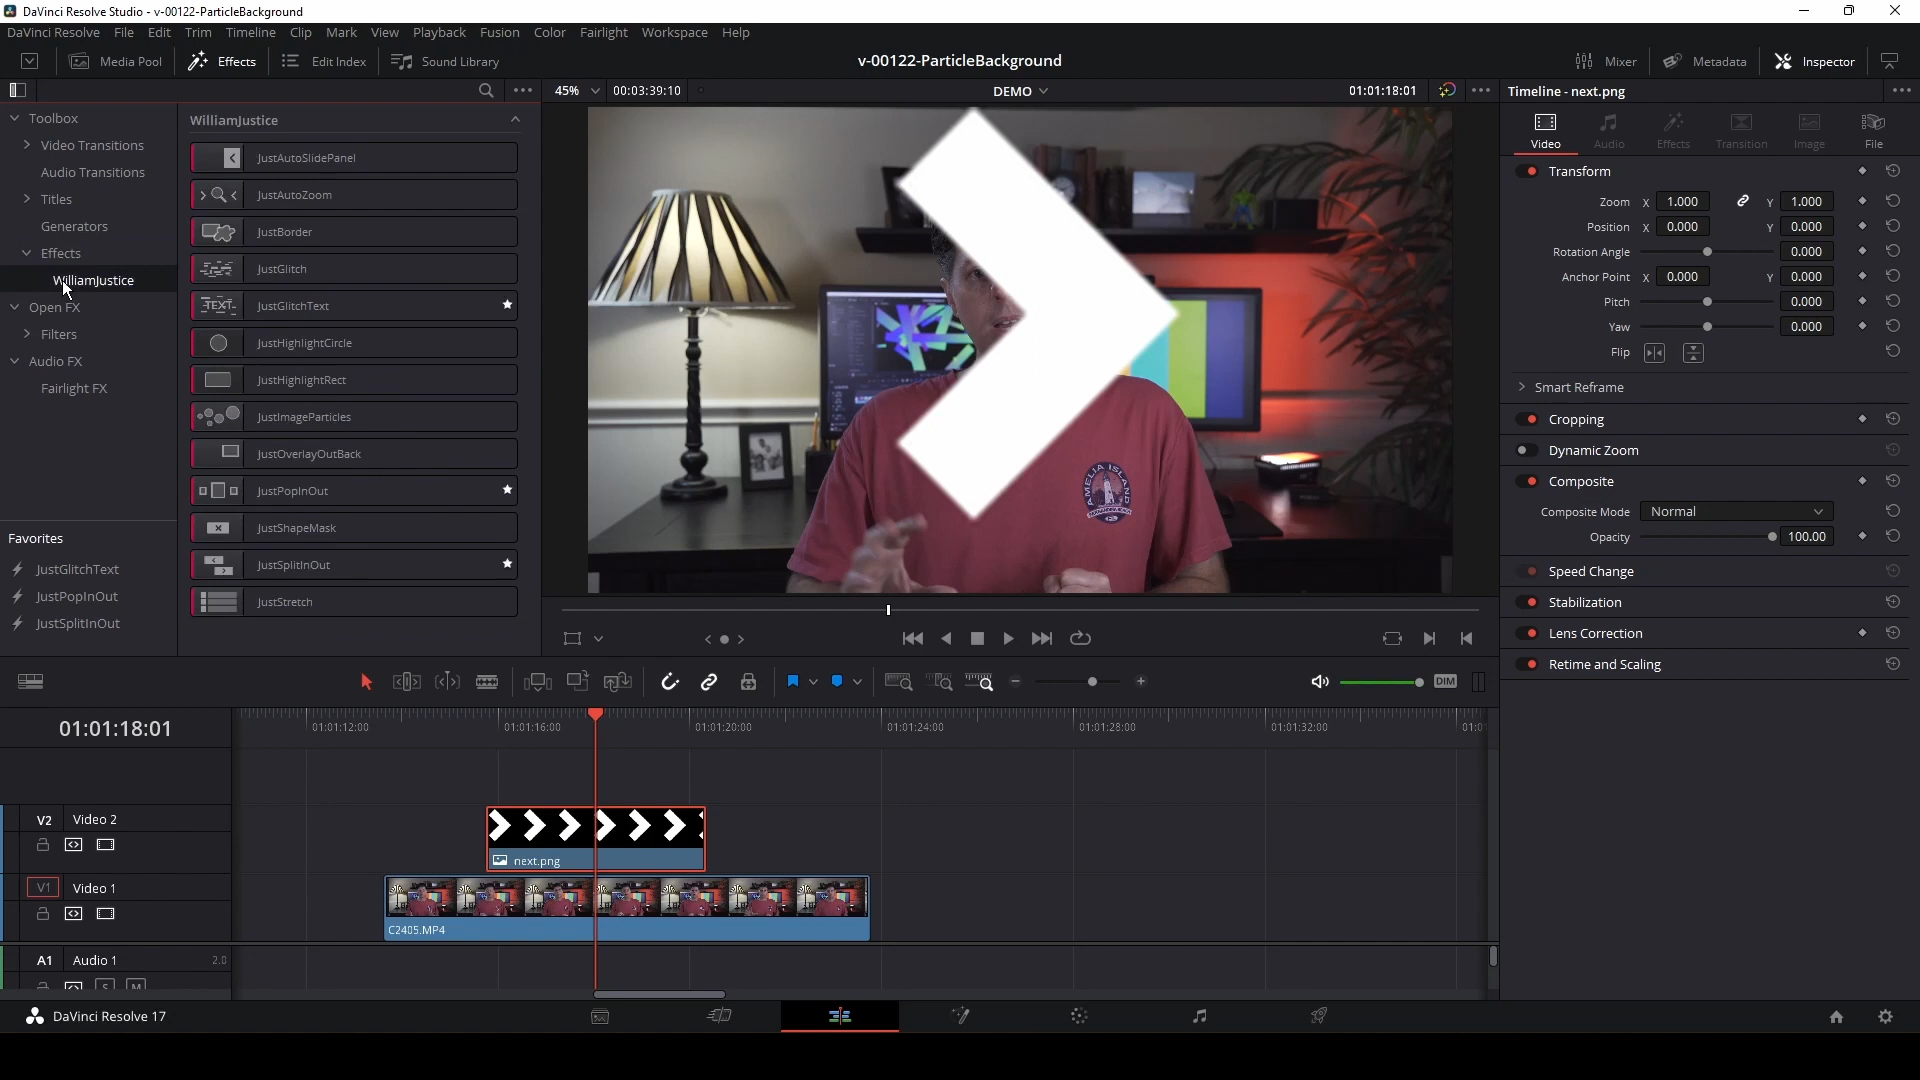 DaVinci Resolve Studio - v-00122-ParticleBackground
DaVinci Resolve File Edit Trim Timeline Clip Mark View Playback Fusion Color Fairlight Workspace Help
Media Pool Effects Edit Index Sound Library v-00122-ParticleBackground Mixer Metadata Inspector
45% 00:03:39:10 DEMO 01:01:18:01 Timeline - next.png
Toolbox
Video Transitions
Audio Transitions
Titles
Generators
Effects
WilliamJustice
Open FX
Filters
Audio FX
Fairlight FX
Favorites
JustGlitchText
JustPopInOut
JustSplitInOut
WilliamJustice
JustAutoSlidePanel
JustAutoZoom
JustBorder
JustGlitch
TEXT JustGlitchText
JustHighlightCircle
JustHighlightRect
JustImageParticles
JustOverlayOutBack
JustPopInOut
JustShapeMask
JustSplitInOut
JustStretch
AMELIA ISLAND
Video Audio Effects Transition Image File
Transform
Zoom X 1.000 Y 1.000
Position X 0.000 Y 0.000
Rotation Angle 0.000
Anchor Point X 0.000 Y 0.000
Pitch 0.000
Yaw 0.000
Flip
Smart Reframe
Cropping
Dynamic Zoom
Composite
Composite Mode Normal
Opacity 100.00
Speed Change
Stabilization
Lens Correction
Retime and Scaling
DIM
01:01:18:01
01:01:12:00 01:01:16:00 01:01:20:00 01:01:24:00 01:01:28:00 01:01:32:00 01:0
V2 Video 2
next.png
V1 Video 1
C2405.MP4
A1 Audio 1 2.0
S M
DaVinci Resolve 17